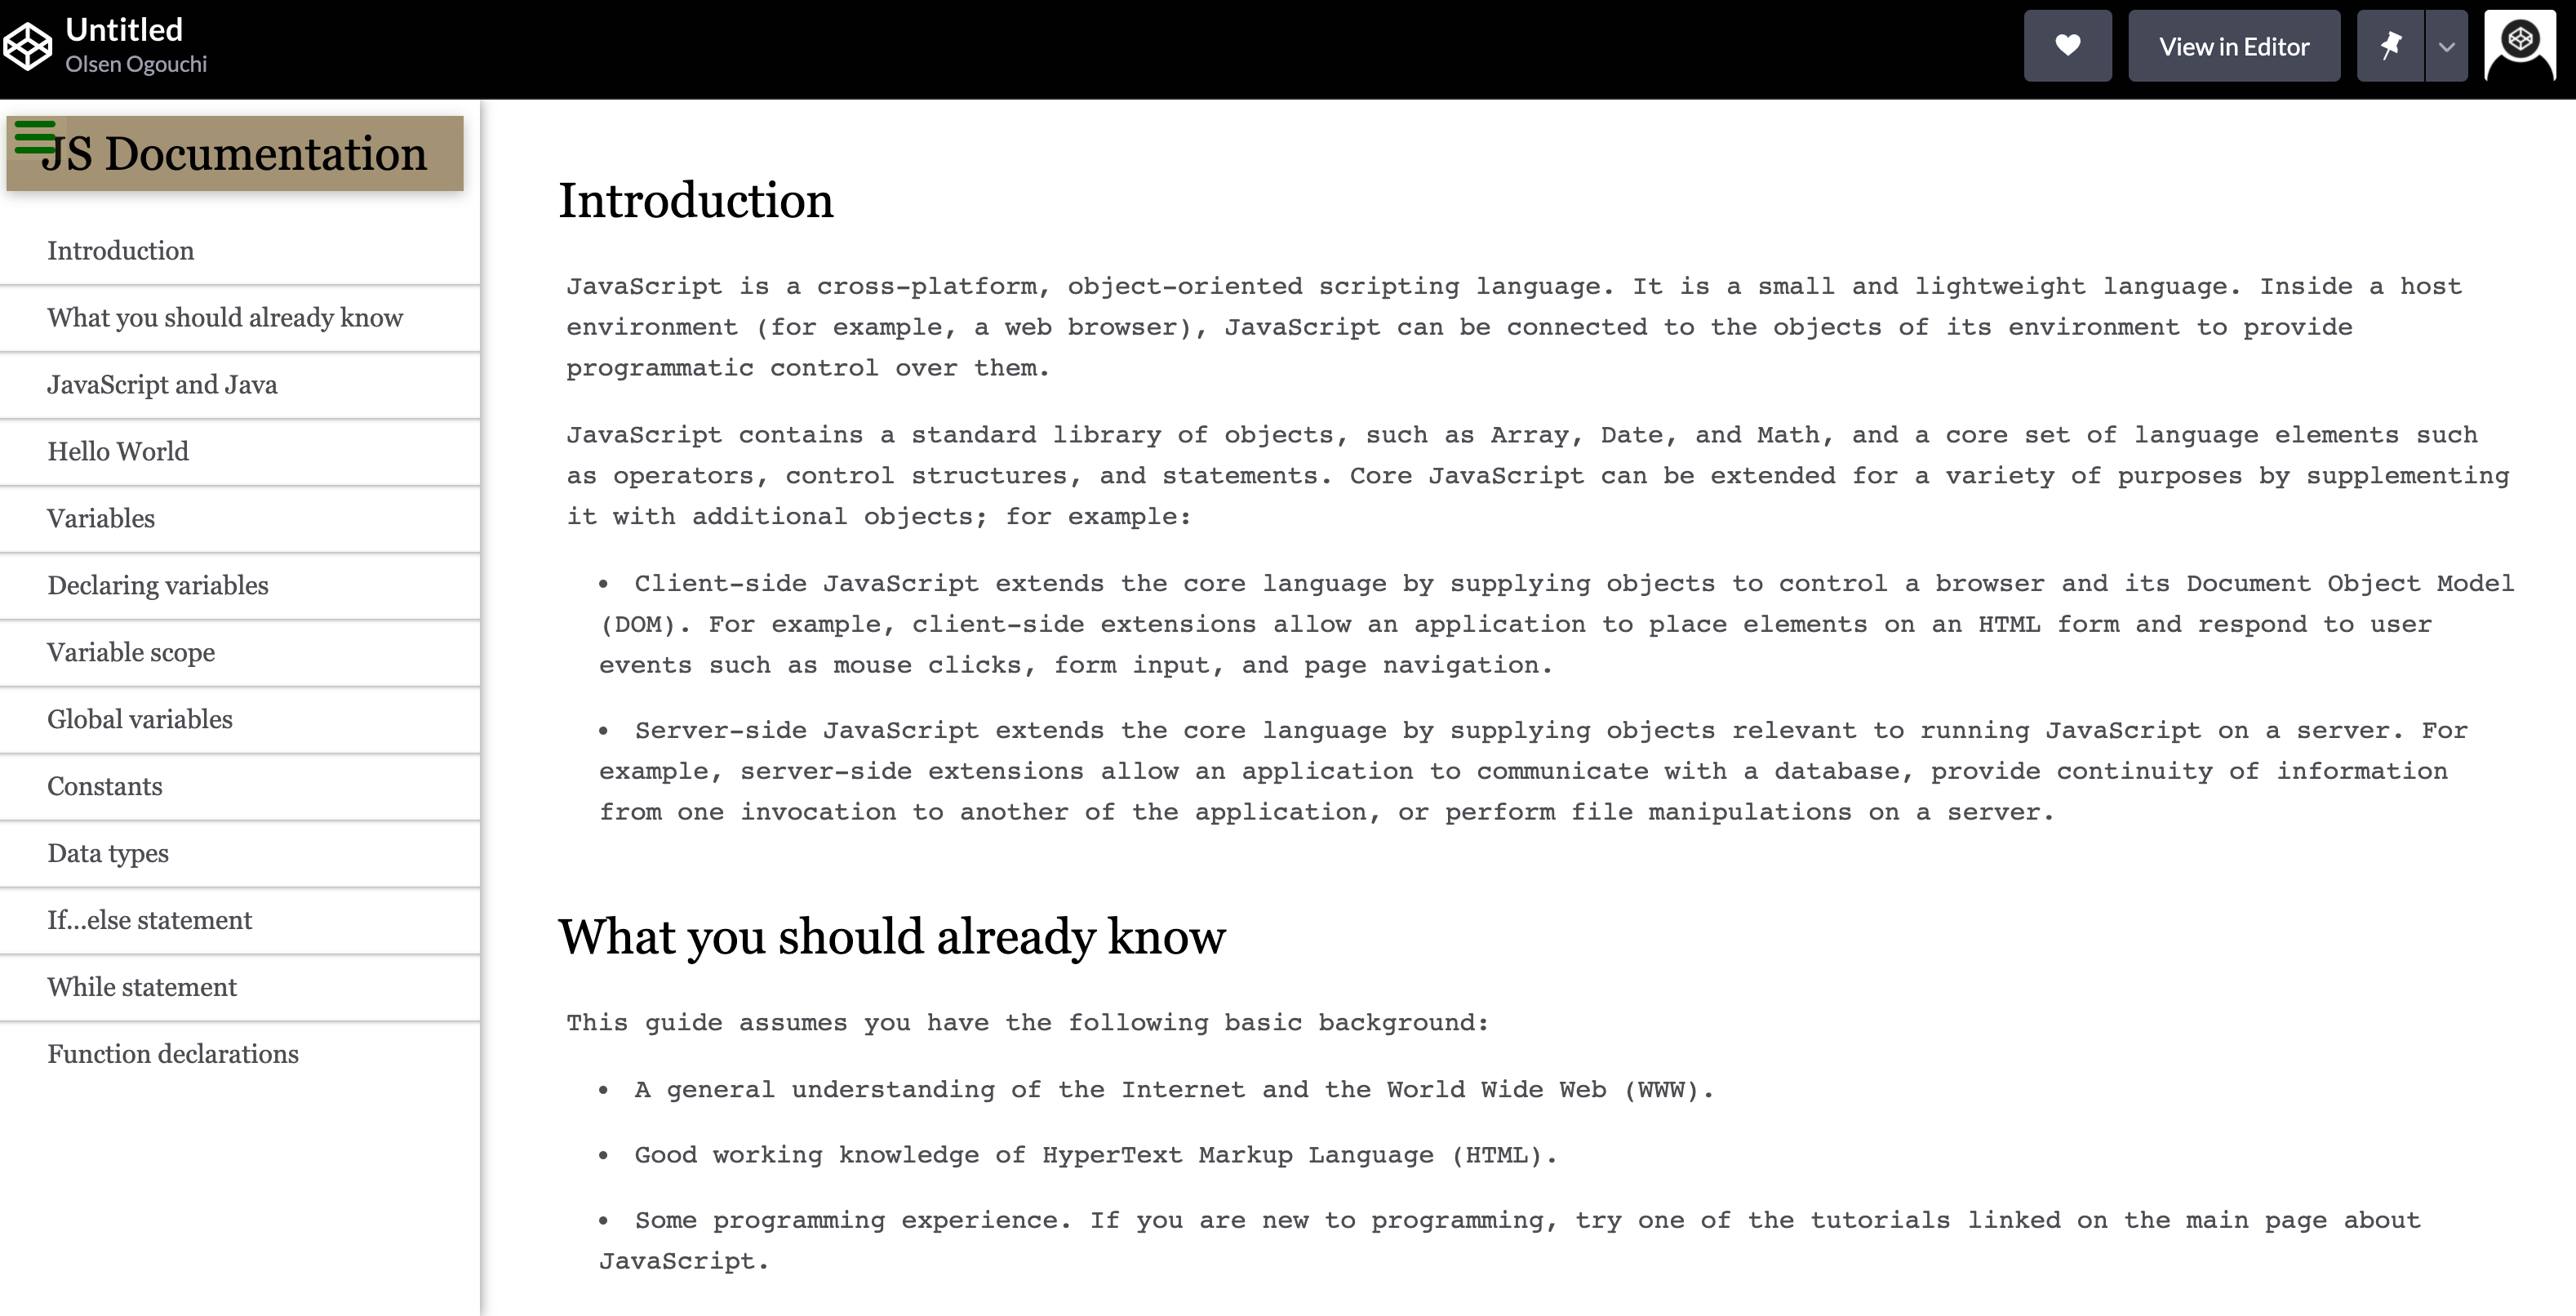 Untitled
Olsen Ogouchi
View in Editor
JS Documentation
Introduction
What you should already know
JavaScript and Java
Hello World
Variables
Declaring variables
Variable scope
Global variables
Constants
Data types
If...else statement
While statement
Function declarations
Introduction
JavaScript is a cross-platform, object-oriented scripting language. It is a small and lightweight language. Inside a host
environment (for example, a web browser), JavaScript can be connected to the objects of its environment to provide
programmatic control over them.
JavaScript contains a standard library of objects, such as Array, Date, and Math, and a core set of language elements such
as operators, control structures, and statements. Core JavaScript can be extended for a variety of purposes by supplementing
it with additional objects; for example:
• Client-side JavaScript extends the core language by supplying objects to control a browser and its Document Object Model
(DOM). For example, client-side extensions allow an application to place elements on an HTML form and respond to user
events such as mouse clicks, form input, and page navigation.
• Server-side JavaScript extends the core language by supplying objects relevant to running JavaScript on a server. For
example, server-side extensions allow an application to communicate with a database, provide continuity of information
from one invocation to another of the application, or perform file manipulations on a server.
What you should already know
This guide assumes you have the following basic background:
• A general understanding of the Internet and the World Wide Web (WWW).
• Good working knowledge of HyperText Markup Language (HTML).
• Some programming experience. If you are new to programming, try one of the tutorials linked on the main page about
JavaScript.